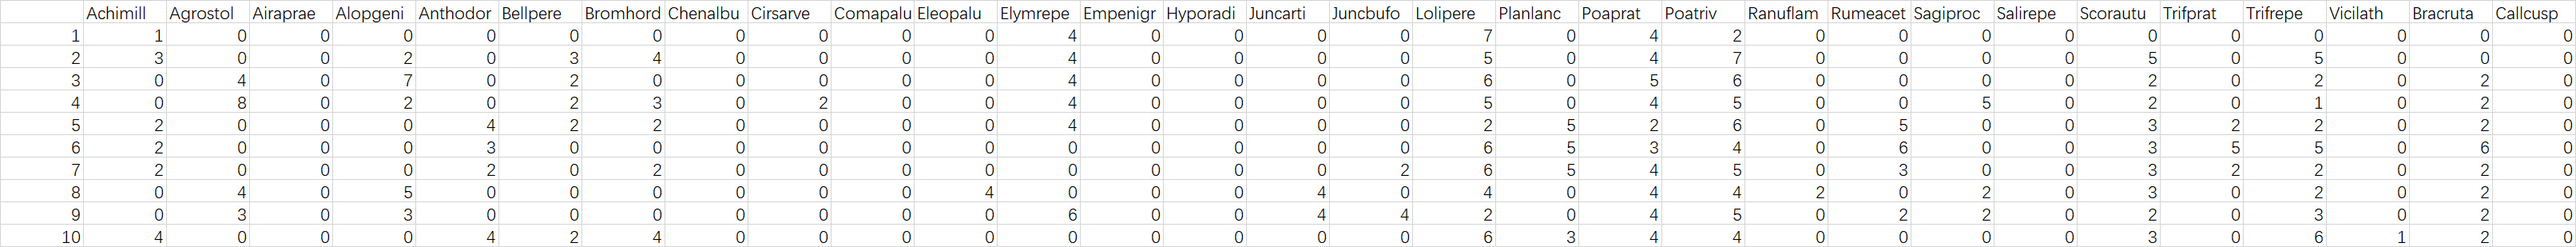 Achimill Agrostol Airaprae Alopgeni Anthodor Bellpere Bromhord Chenalbu Cirsarve Comapalu Eleopalu Elymrepe Empenigr Hyporadi Juncarti Juncbufo Lolipere Planlanc Poaprat Poatriv Ranuflam Rumeacet Sagiproc Salirepe Scorautu Trifprat Trifrepe Vicilath Bracruta Callcusp
1 1 0 0 0 0 0 0 0 0 0 0 4 0 0 0 0 7 0 4 2 0 0 0 0 0 0 0 0 0 0
2 3 0 0 2 0 3 4 0 0 0 0 4 0 0 0 0 5 0 4 7 0 0 0 0 5 0 5 0 0 0
3 0 4 0 7 0 2 0 0 0 0 0 4 0 0 0 0 6 0 5 6 0 0 0 0 2 0 2 0 2 0
4 0 8 0 2 0 2 3 0 2 0 0 4 0 0 0 0 5 0 4 5 0 0 5 0 2 0 1 0 2 0
5 2 0 0 0 4 2 2 0 0 0 0 4 0 0 0 0 2 5 2 6 0 5 0 0 3 2 2 0 2 0
6 2 0 0 0 3 0 0 0 0 0 0 0 0 0 0 0 6 5 3 4 0 6 0 0 3 5 5 0 6 0
7 2 0 0 0 2 0 2 0 0 0 0 0 0 0 0 2 6 5 4 5 0 3 0 0 3 2 2 0 2 0
8 0 4 0 5 0 0 0 0 0 0 4 0 0 0 4 0 4 0 4 4 2 0 2 0 3 0 2 0 2 0
9 0 3 0 3 0 0 0 0 0 0 0 6 0 0 4 4 2 0 4 5 0 2 2 0 2 0 3 0 2 0
10 4 0 0 0 4 2 4 0 0 0 0 0 0 0 0 0 6 3 4 4 0 0 0 0 3 0 6 1 2 0